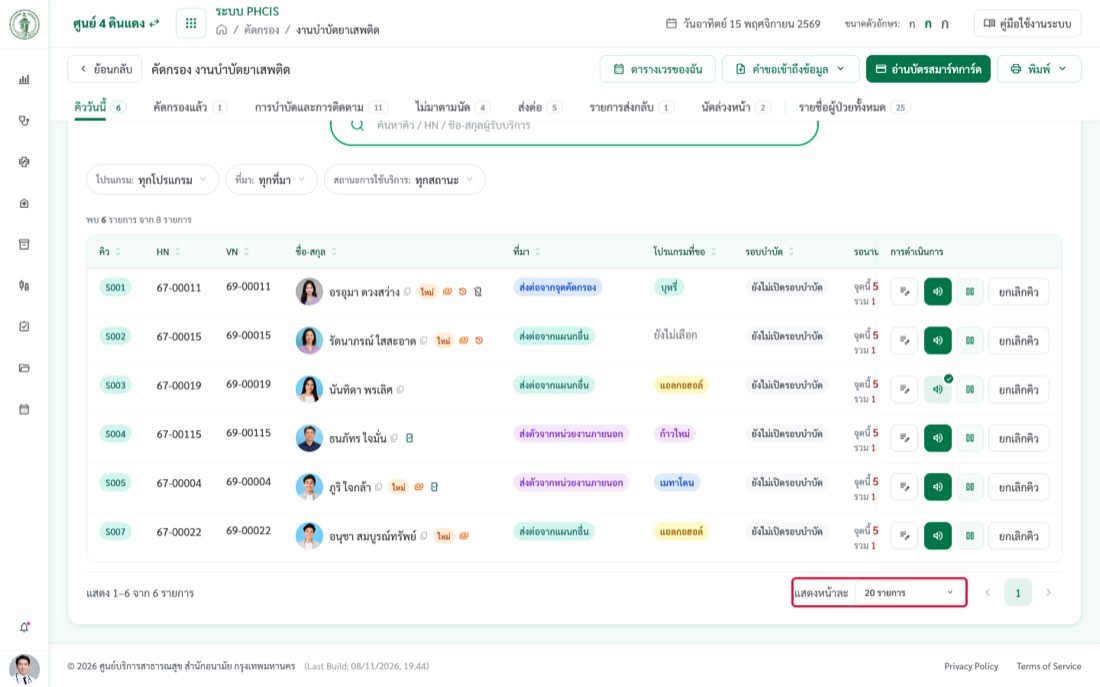 ศูนย์ 4 ดินแดง
ระบบ PHCIS
/ คัดกรอง / งานบำบัดยาเสพติด
วันอาทิตย์ 15 พฤศจิกายน 2569
ขนาดตัวอักษร: ก ก ก
คู่มือใช้งานระบบ
ย้อนกลับ
คัดกรอง งานบำบัดยาเสพติด
ตารางเวรของฉัน
คำขอเข้าถึงข้อมูล
อ่านบัตรสมาร์ทการ์ด
พิมพ์
คิววันนี้ 6
คัดกรองแล้ว 1
การบำบัดและการติดตาม 11
ไม่มาตามนัด 4
ส่งต่อ 5
รายการส่งกลับ 1
นัดล่วงหน้า 2
รายชื่อผู้ป่วยทั้งหมด 25
ค้นหาคิว / HN / ชื่อ-สกุลผู้รับบริการ
โปรแกรม: ทุกโปรแกรม
ที่มา: ทุกที่มา
สถานะการใช้บริการ: ทุกสถานะ
พบ 6 รายการ จาก 8 รายการ
คิว HN VN ชื่อ-สกุล ที่มา โปรแกรมที่ขอ รอบบำบัด รอนาน การดำเนินการ
S001 67-00011 69-00011 อรอุมา ดวงสว่าง ใหม่ ส่งต่อจากจุดคัดกรอง บุหรี่ ยังไม่เปิดรอบบำบัด จุดนี้ 5 ยกเลิกคิว
รวม 1
S002 67-00015 69-00015 รัตนาภรณ์ ใสสะอาด ใหม่ ส่งต่อจากแผนกอื่น ยังไม่เลือก ยังไม่เปิดรอบบำบัด จุดนี้ 5 ยกเลิกคิว
รวม 1
S003 67-00019 69-00019 นันทิดา พรเลิศ ส่งต่อจากแผนกอื่น แอลกอฮอล์ ยังไม่เปิดรอบบำบัด จุดนี้ 5 ยกเลิกคิว
รวม 1
S004 67-00115 69-00115 ธนภัทร ใจมั่น ส่งตัวจากหน่วยงานภายนอก ก้าวใหม่ ยังไม่เปิดรอบบำบัด จุดนี้ 5 ยกเลิกคิว
รวม 1
S005 67-00004 69-00004 ภูริ ใจกล้า ใหม่ ส่งตัวจากหน่วยงานภายนอก เมทาโดน ยังไม่เปิดรอบบำบัด จุดนี้ 5 ยกเลิกคิว
รวม 1
S007 67-00022 69-00022 อนุชา สมบูรณ์ทรัพย์ ใหม่ ส่งต่อจากแผนกอื่น แอลกอฮอล์ ยังไม่เปิดรอบบำบัด จุดนี้ 5 ยกเลิกคิว
รวม 1
แสดง 1–6 จาก 6 รายการ
แสดงหน้าละ 20 รายการ
1
© 2026 ศูนย์บริการสาธารณสุข สำนักอนามัย กรุงเทพมหานคร (Last Build: 08/11/2026, 19:44)
Privacy Policy Terms of Service